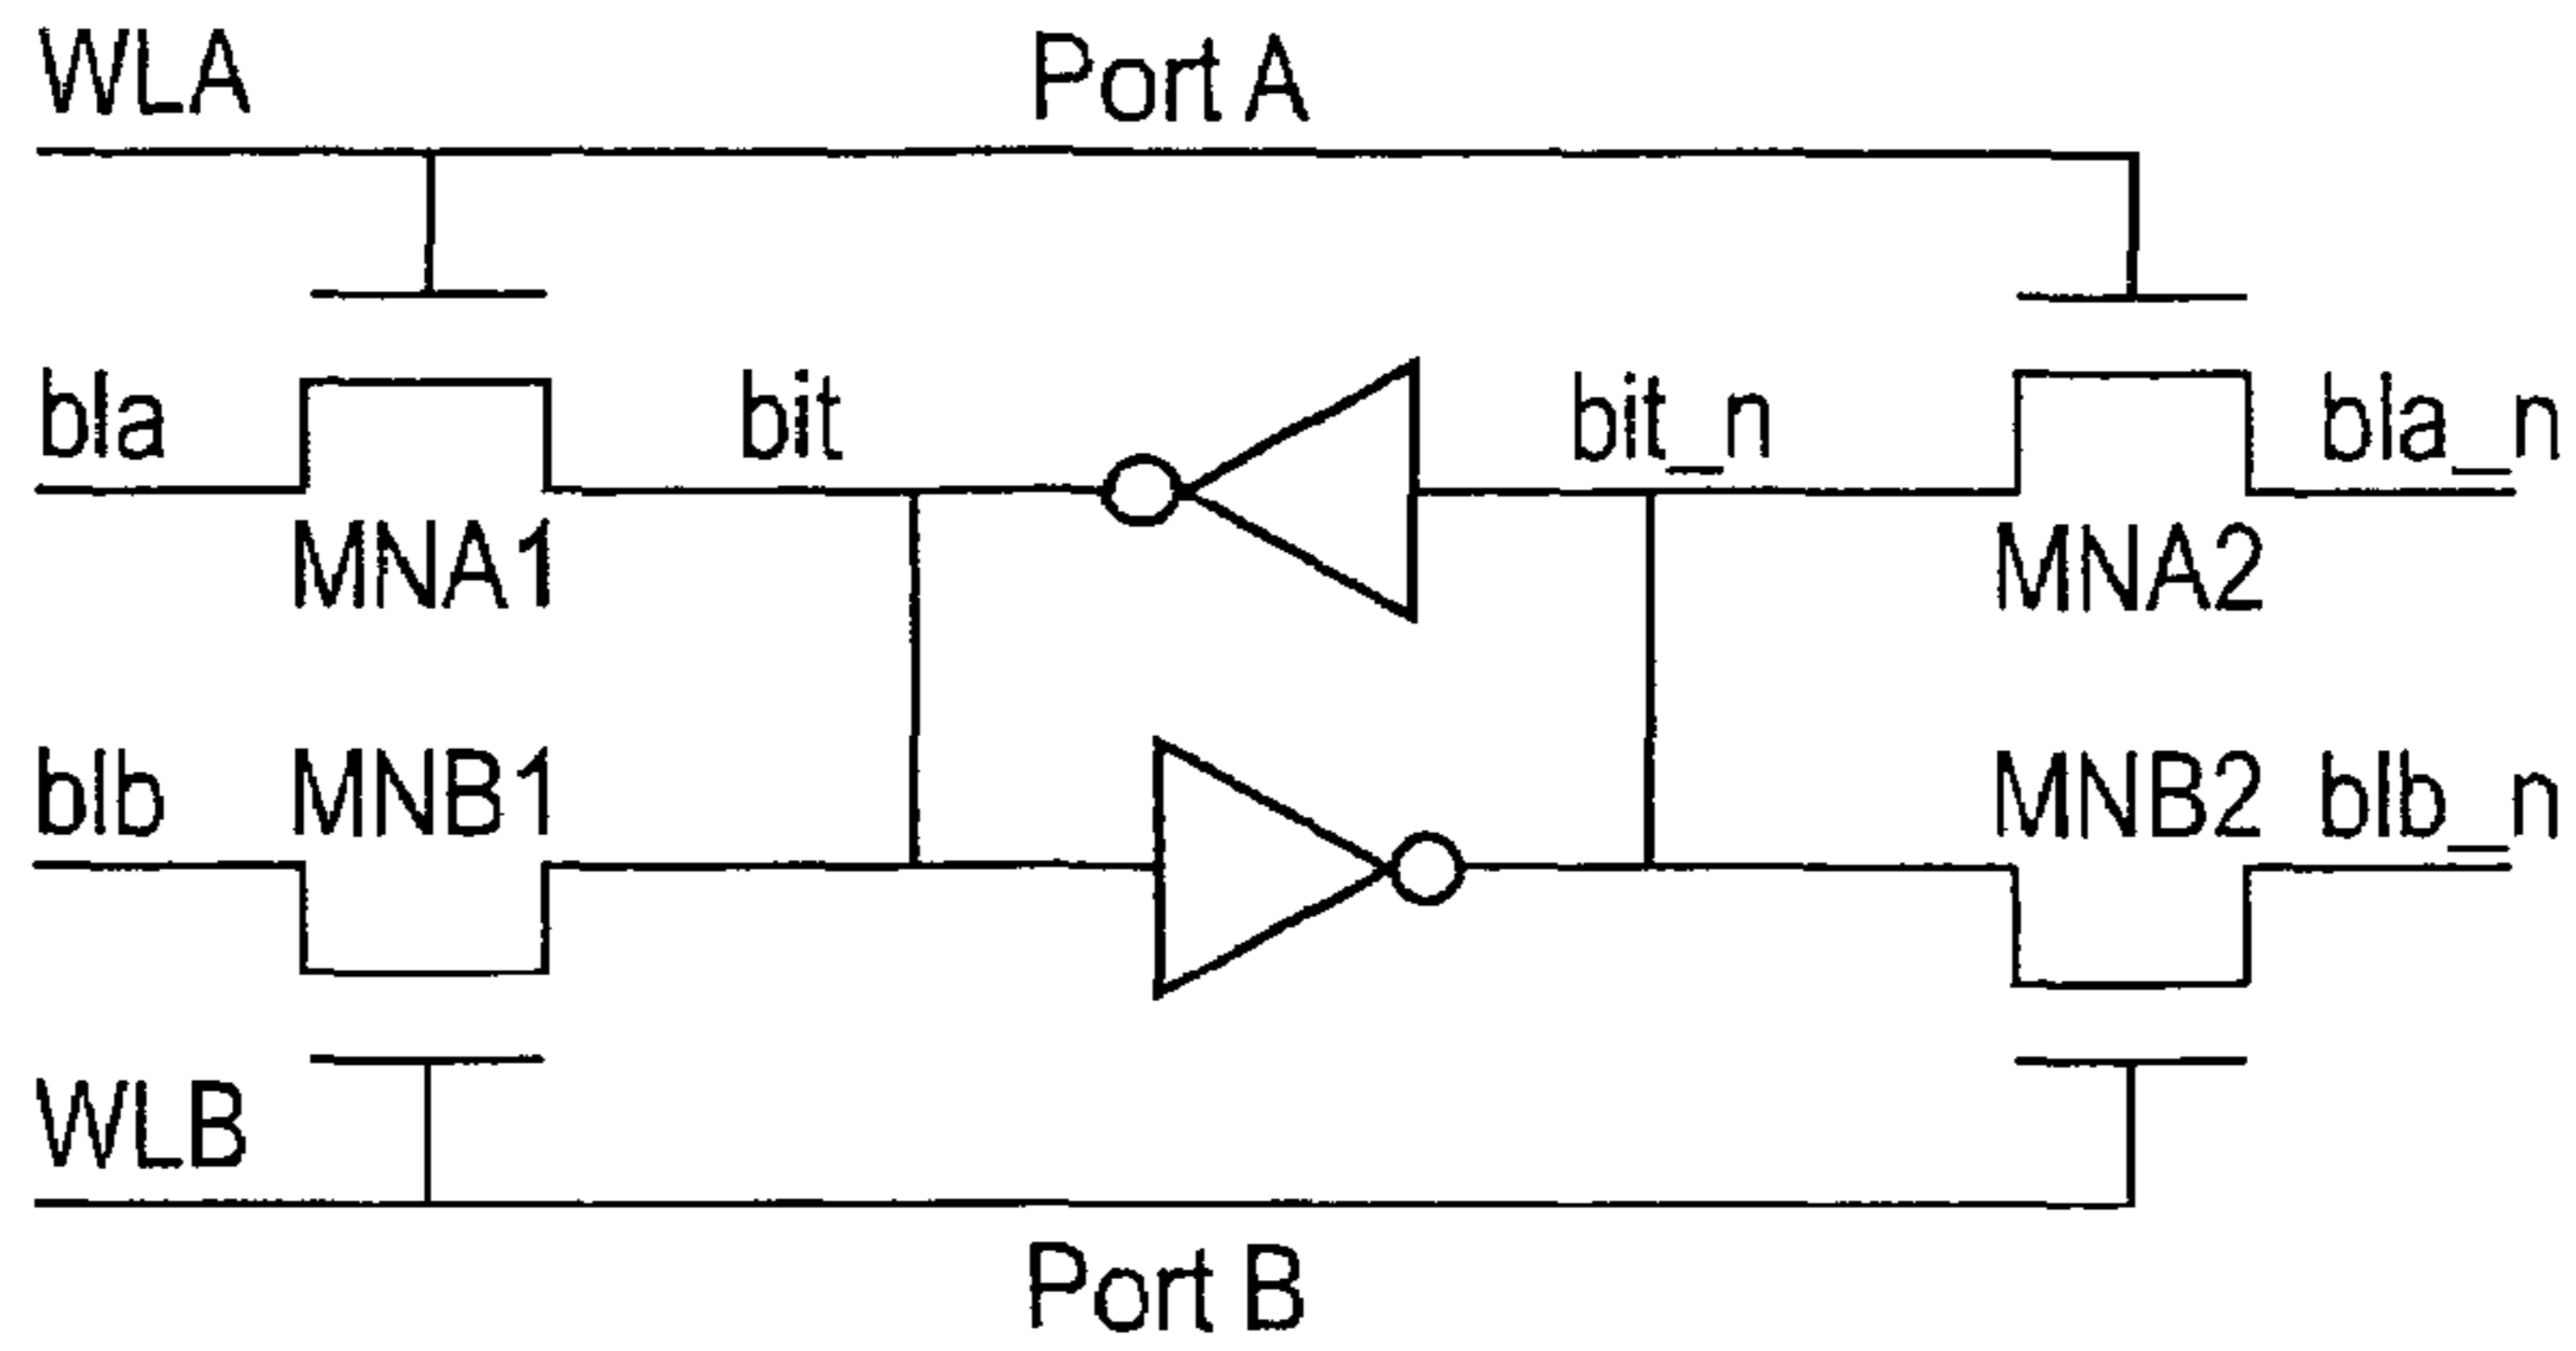 WLA
Port A
bla
bit
bit_n
bla_n
MNA1
MNA2
blb
MNB1
MNB2
blb_n
WLB
Port B